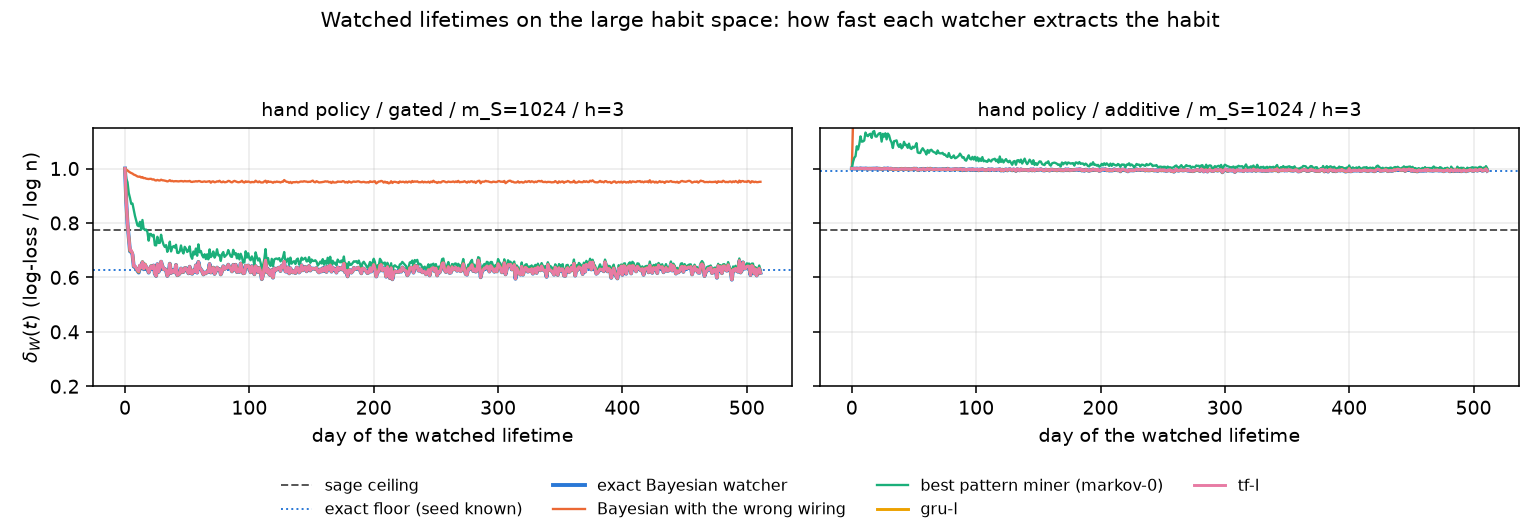 Watched lifetimes on the large habit space: how fast each watcher extracts the habit
hand policy / gated / m_S=1024 / h=3
hand policy / additive / m_S=1024 / h=3
δ_W(t) (log-loss / log n)
1.0
0.8
0.6
0.4
0.2
0 100 200 300 400 500
0 100 200 300 400 500
day of the watched lifetime
day of the watched lifetime
sage ceiling
exact floor (seed known)
exact Bayesian watcher
Bayesian with the wrong wiring
best pattern miner (markov-0)
gru-l
tf-l